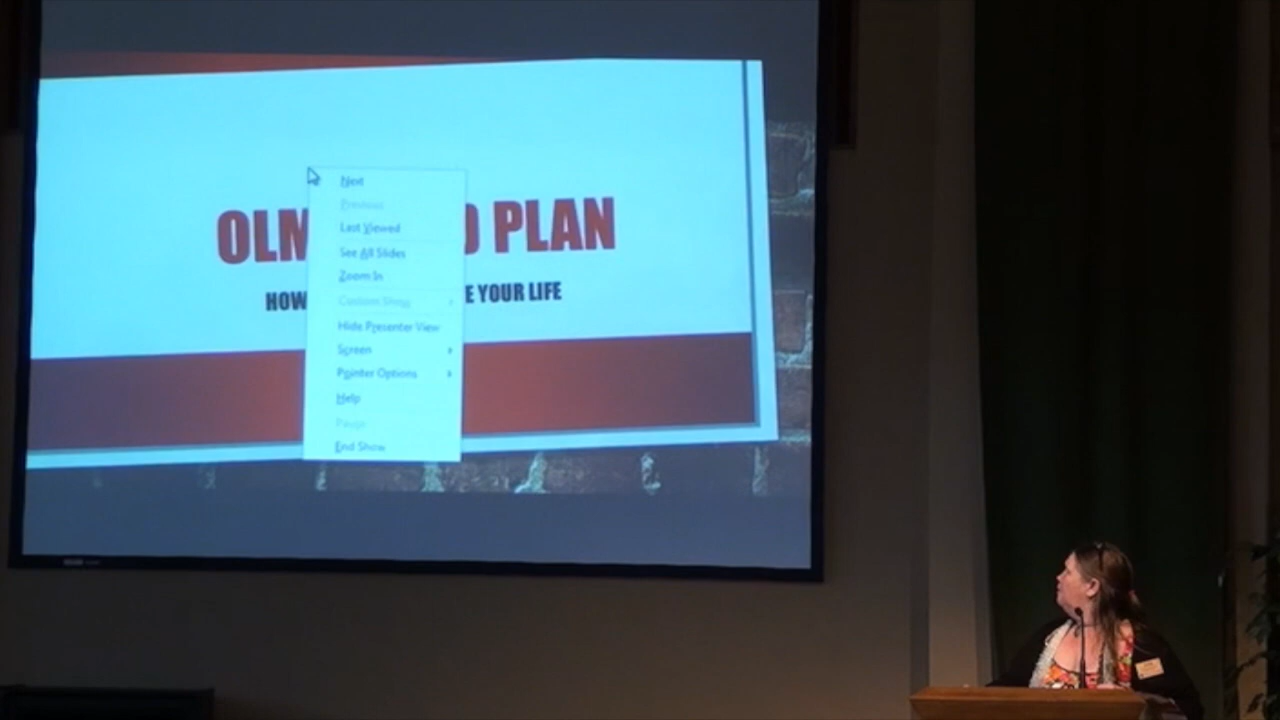 Next
Previous
OLM D PLAN
Last Viewed
See All Slides
Zoom In
HOW E YOUR LIFE
Custom Show
Hide Presenter View
Screen
Pointer Options
Help
Pause
End Show